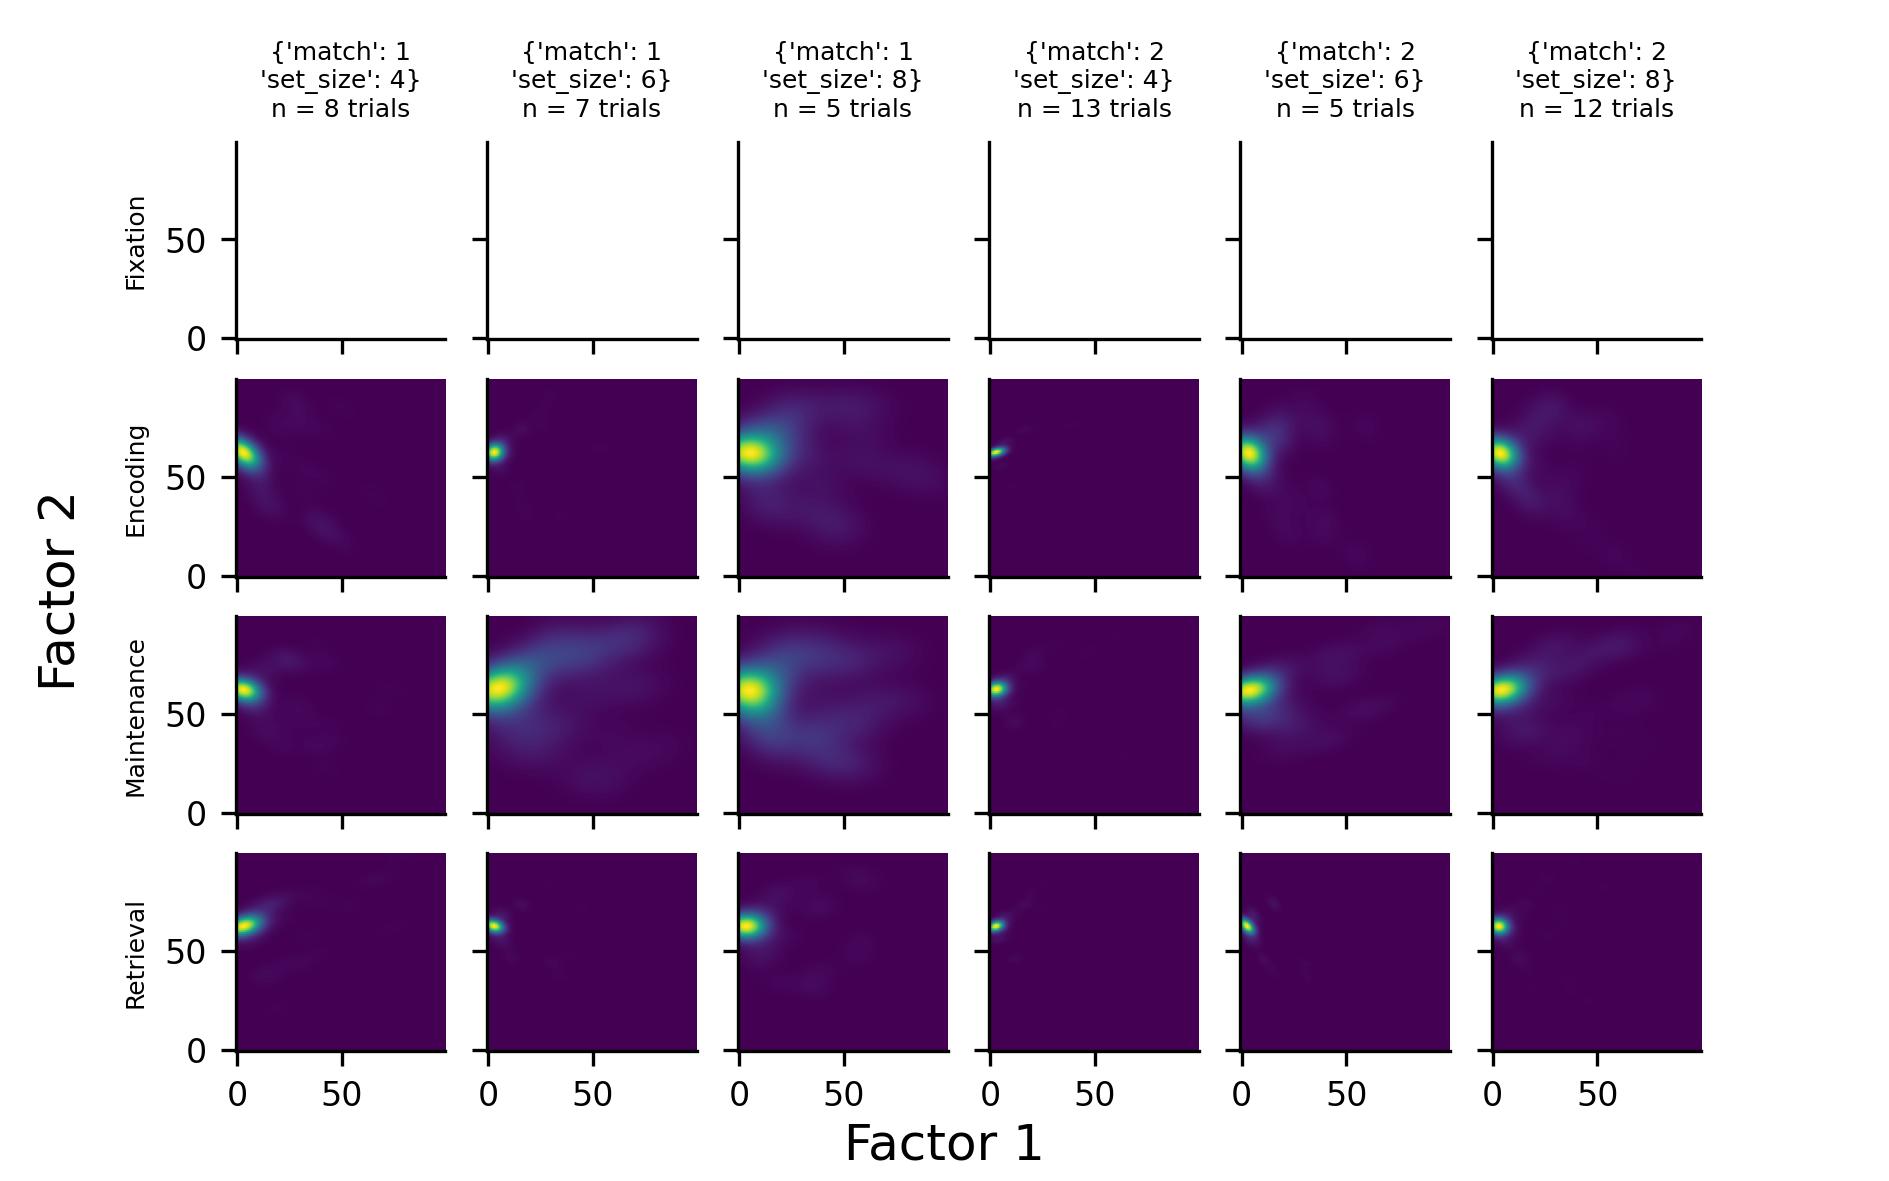 {'match': 1
'set_size': 4}
n = 8 trials
{'match': 1
'set_size': 6}
n = 7 trials
{'match': 1
'set_size': 8}
n = 5 trials
{'match': 2
'set_size': 4}
n = 13 trials
{'match': 2
'set_size': 6}
n = 5 trials
{'match': 2
'set_size': 8}
n = 12 trials
Factor 2
Fixation
50
0
Encoding
50
0
Maintenance
50
0
Retrieval
50
0
0 50 0 50 0 50 0 50 0 50 0 50
Factor 1